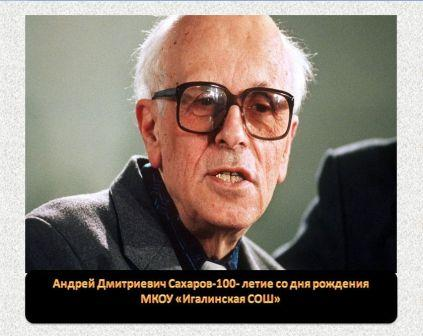 Андрей Дмитриевич Сахаров-100- летие со дня рождения
МКОУ «Игалинская СОШ»